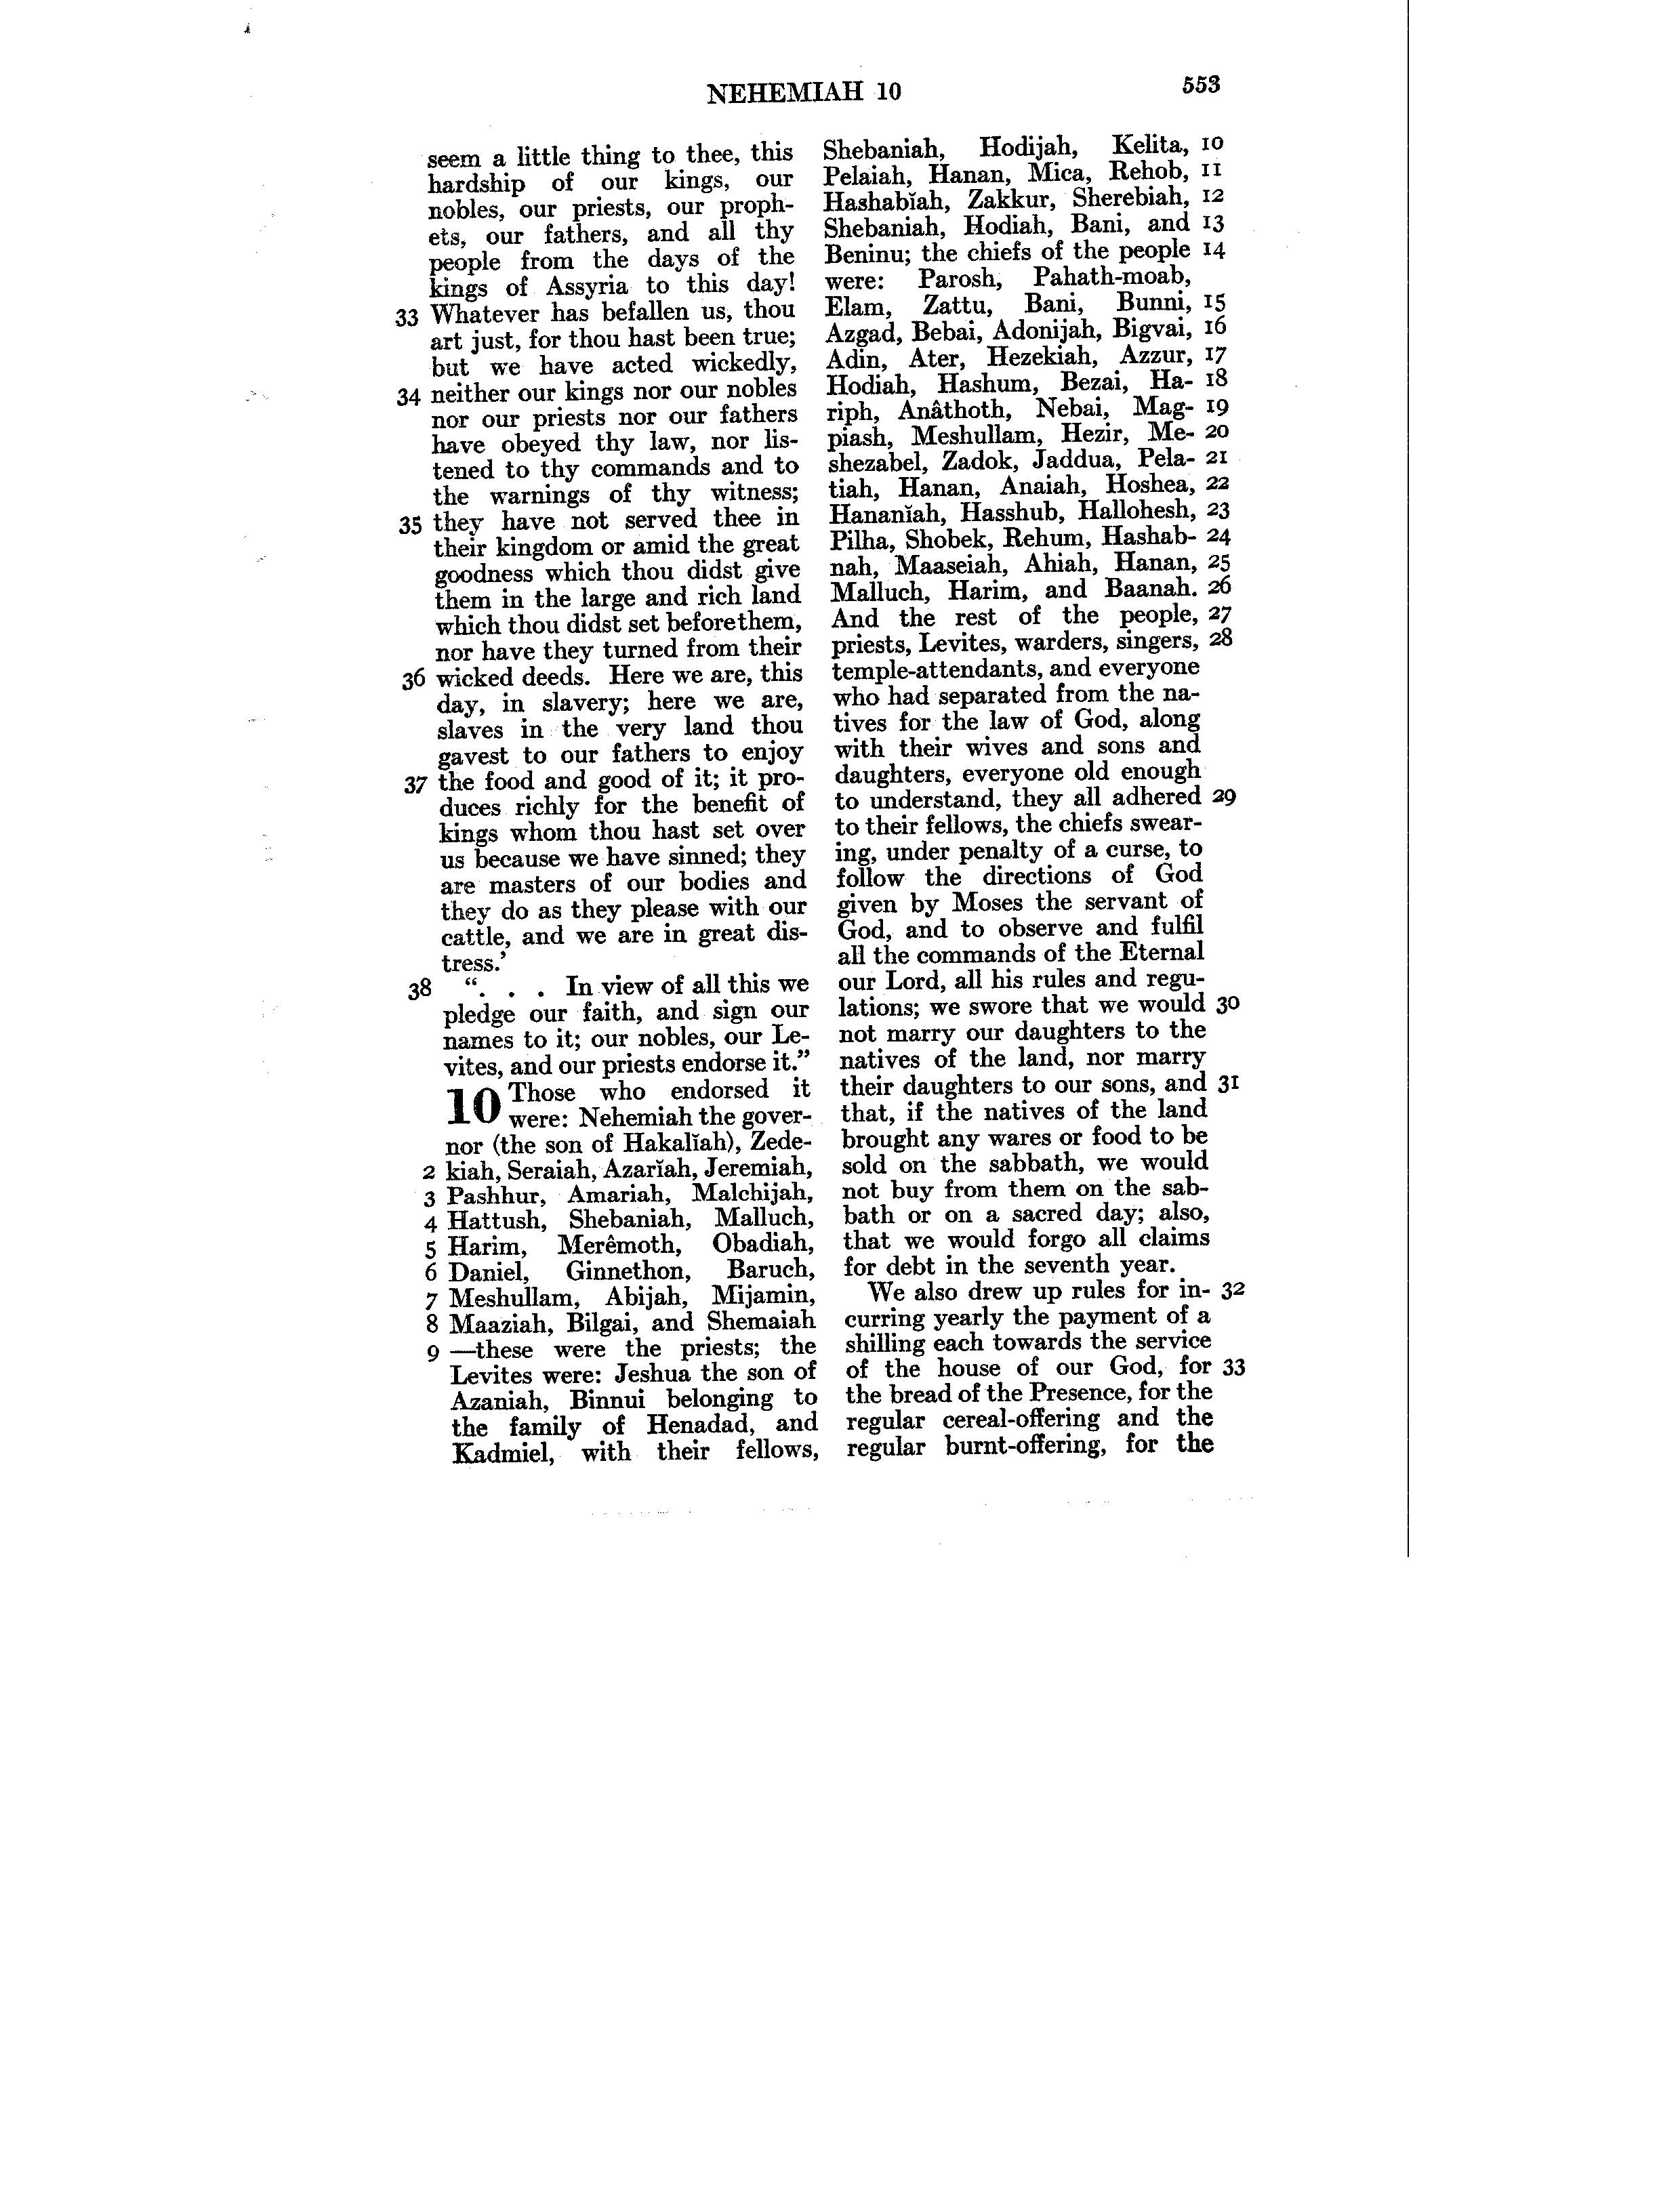 NEHEMIAH 10 553
seem a little thing to thee, this
hardship of our kings, our
nobles, our priests, our proph-
ets, our fathers, and all thy
people from the days of the
kings of Assyria to this day!
33 Whatever has befallen us, thou
art just, for thou hast been true;
but we have acted wickedly,
34 neither our kings nor our nobles
nor our priests nor our fathers
have obeyed thy law, nor lis-
tened to thy commands and to
the warnings of thy witness;
35 they have not served thee in
their kingdom or amid the great
goodness which thou didst give
them in the large and rich land
which thou didst set before them,
nor have they turned from their
36 wicked deeds. Here we are, this
day, in slavery; here we are,
slaves in the very land thou
gavest to our fathers to enjoy
37 the food and good of it; it pro-
duces richly for the benefit of
kings whom thou hast set over
us because we have sinned; they
are masters of our bodies and
they do as they please with our
cattle, and we are in great dis-
tress.’
38 “. . . In view of all this we
pledge our faith, and sign our
names to it; our nobles, our Le-
vites, and our priests endorse it.”
10 Those who endorsed it
were: Nehemiah the gover-
nor (the son of Hakalĭah), Zede-
2 kiah, Seraiah, Azarĭah, Jeremiah,
3 Pashhur, Amariah, Malchijah,
4 Hattush, Shebaniah, Malluch,
5 Harim, Merêmoth, Obadiah,
6 Daniel, Ginnethon, Baruch,
7 Meshullam, Abijah, Mijamin,
8 Maaziah, Bilgai, and Shemaiah
9 —these were the priests; the
Levites were: Jeshua the son of
Azaniah, Binnui belonging to
the family of Henadad, and
Kadmiel, with their fellows,
Shebaniah, Hodijah, Kelita, 10
Pelaiah, Hanan, Mica, Rehob, 11
Hashabĭah, Zakkur, Sherebiah, 12
Shebaniah, Hodiah, Bani, and 13
Beninu; the chiefs of the people 14
were: Parosh, Pahath-moab,
Elam, Zattu, Bani, Bunni, 15
Azgad, Bebai, Adonijah, Bigvai, 16
Adin, Ater, Hezekiah, Azzur, 17
Hodiah, Hashum, Bezai, Ha- 18
riph, Anâthoth, Nebai, Mag- 19
piash, Meshullam, Hezir, Me- 20
shezabel, Zadok, Jaddua, Pela- 21
tiah, Hanan, Anaiah, Hoshea, 22
Hananĭah, Hasshub, Hallohesh, 23
Pilha, Shobek, Rehum, Hashab- 24
nah, Maaseiah, Ahiah, Hanan, 25
Malluch, Harim, and Baanah. 26
And the rest of the people, 27
priests, Levites, warders, singers, 28
temple-attendants, and everyone
who had separated from the na-
tives for the law of God, along
with their wives and sons and
daughters, everyone old enough
to understand, they all adhered 29
to their fellows, the chiefs swear-
ing, under penalty of a curse, to
follow the directions of God
given by Moses the servant of
God, and to observe and fulfil
all the commands of the Eternal
our Lord, all his rules and regu-
lations; we swore that we would 30
not marry our daughters to the
natives of the land, nor marry
their daughters to our sons, and 31
that, if the natives of the land
brought any wares or food to be
sold on the sabbath, we would
not buy from them on the sab-
bath or on a sacred day; also,
that we would forgo all claims
for debt in the seventh year.
We also drew up rules for in- 32
curring yearly the payment of a
shilling each towards the service
of the house of our God, for 33
the bread of the Presence, for the
regular cereal-offering and the
regular burnt-offering, for the